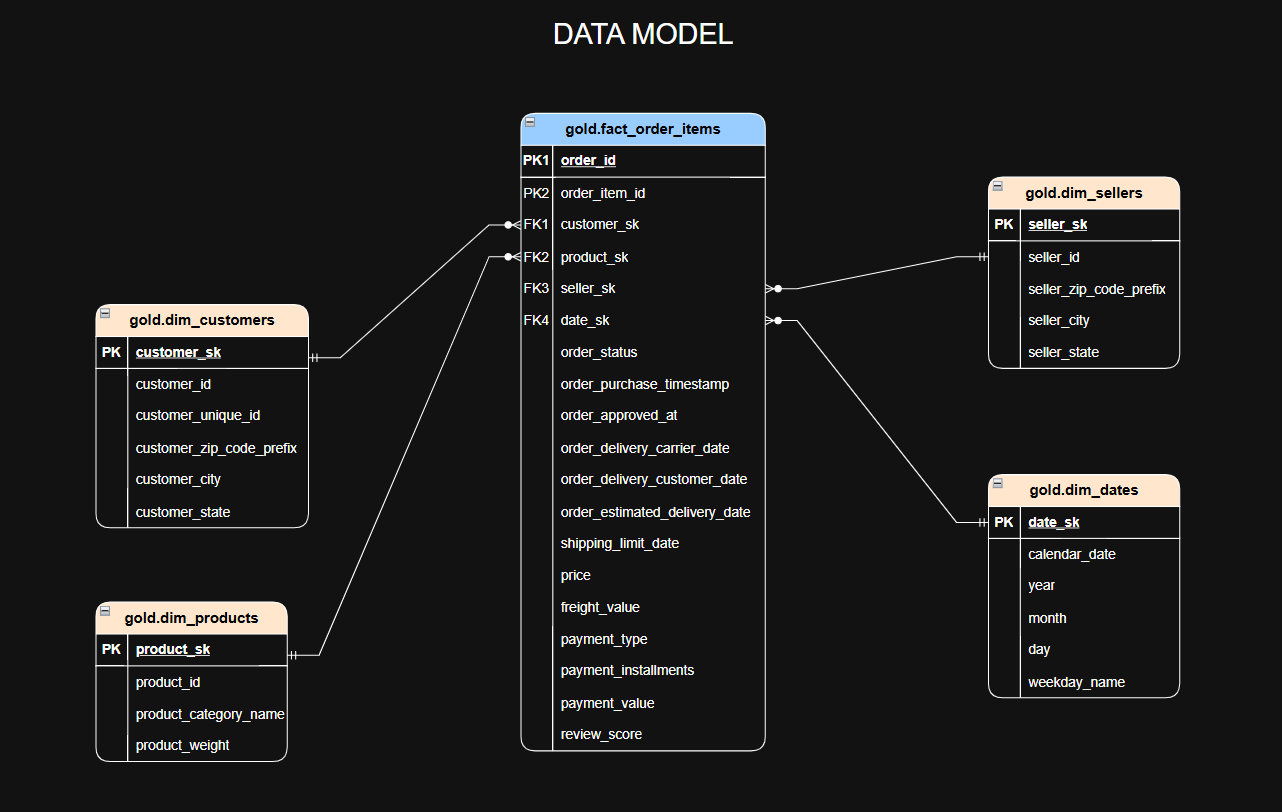 DATA MODEL
gold.fact_order_items
PK1 order_id
PK2 order_item_id
FK1 customer_sk
FK2 product_sk
FK3 seller_sk
FK4 date_sk
order_status
order_purchase_timestamp
order_approved_at
order_delivery_carrier_date
order_delivery_customer_date
order_estimated_delivery_date
shipping_limit_date
price
freight_value
payment_type
payment_installments
payment_value
review_score
gold.dim_customers
PK customer_sk
customer_id
customer_unique_id
customer_zip_code_prefix
customer_city
customer_state
gold.dim_products
PK product_sk
product_id
product_category_name
product_weight
gold.dim_sellers
PK seller_sk
seller_id
seller_zip_code_prefix
seller_city
seller_state
gold.dim_dates
PK date_sk
calendar_date
year
month
day
weekday_name